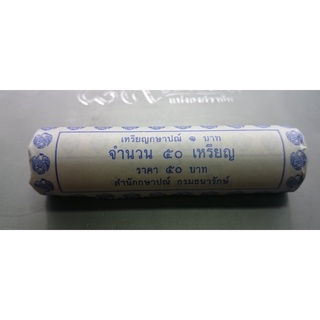 เหรียญกษาปณ์ ๑ บาท
จำนวน ๕๐ เหรียญ
ราคา ๕๐ บาท
สำนักกษาปณ์ กรมธนารักษ์